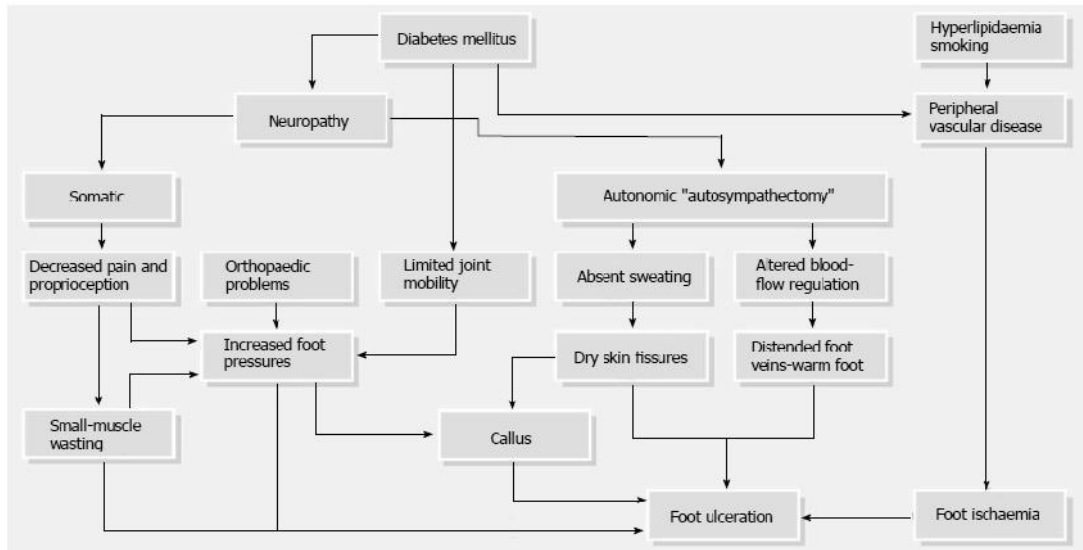 Diabetes mellitus
Hyperlipidaemia
smoking
Neuropathy
Peripheral
vascular disease
Somatic
Autonomic "autosympathectomy"
Decreased pain and
proprioception
Orthopaedic
problems
Limited joint
mobility
Absent sweating
Altered blood-
flow regulation
Increased foot
pressures
Dry skin tissures
Distended foot
veins-warm foot
Small-muscle
wasting
Callus
Foot ulceration
Foot ischaemia